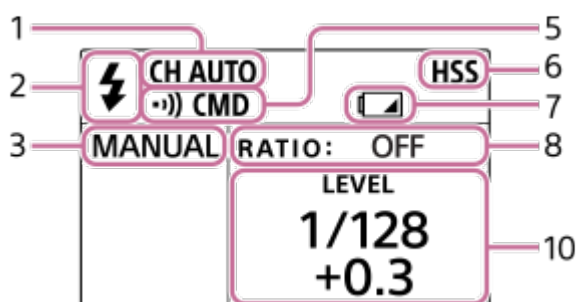 1
5
2
CH AUTO
HSS
6
CMD
7
3
MANUAL
RATIO: OFF
8
LEVEL
1/128
+0.3
10